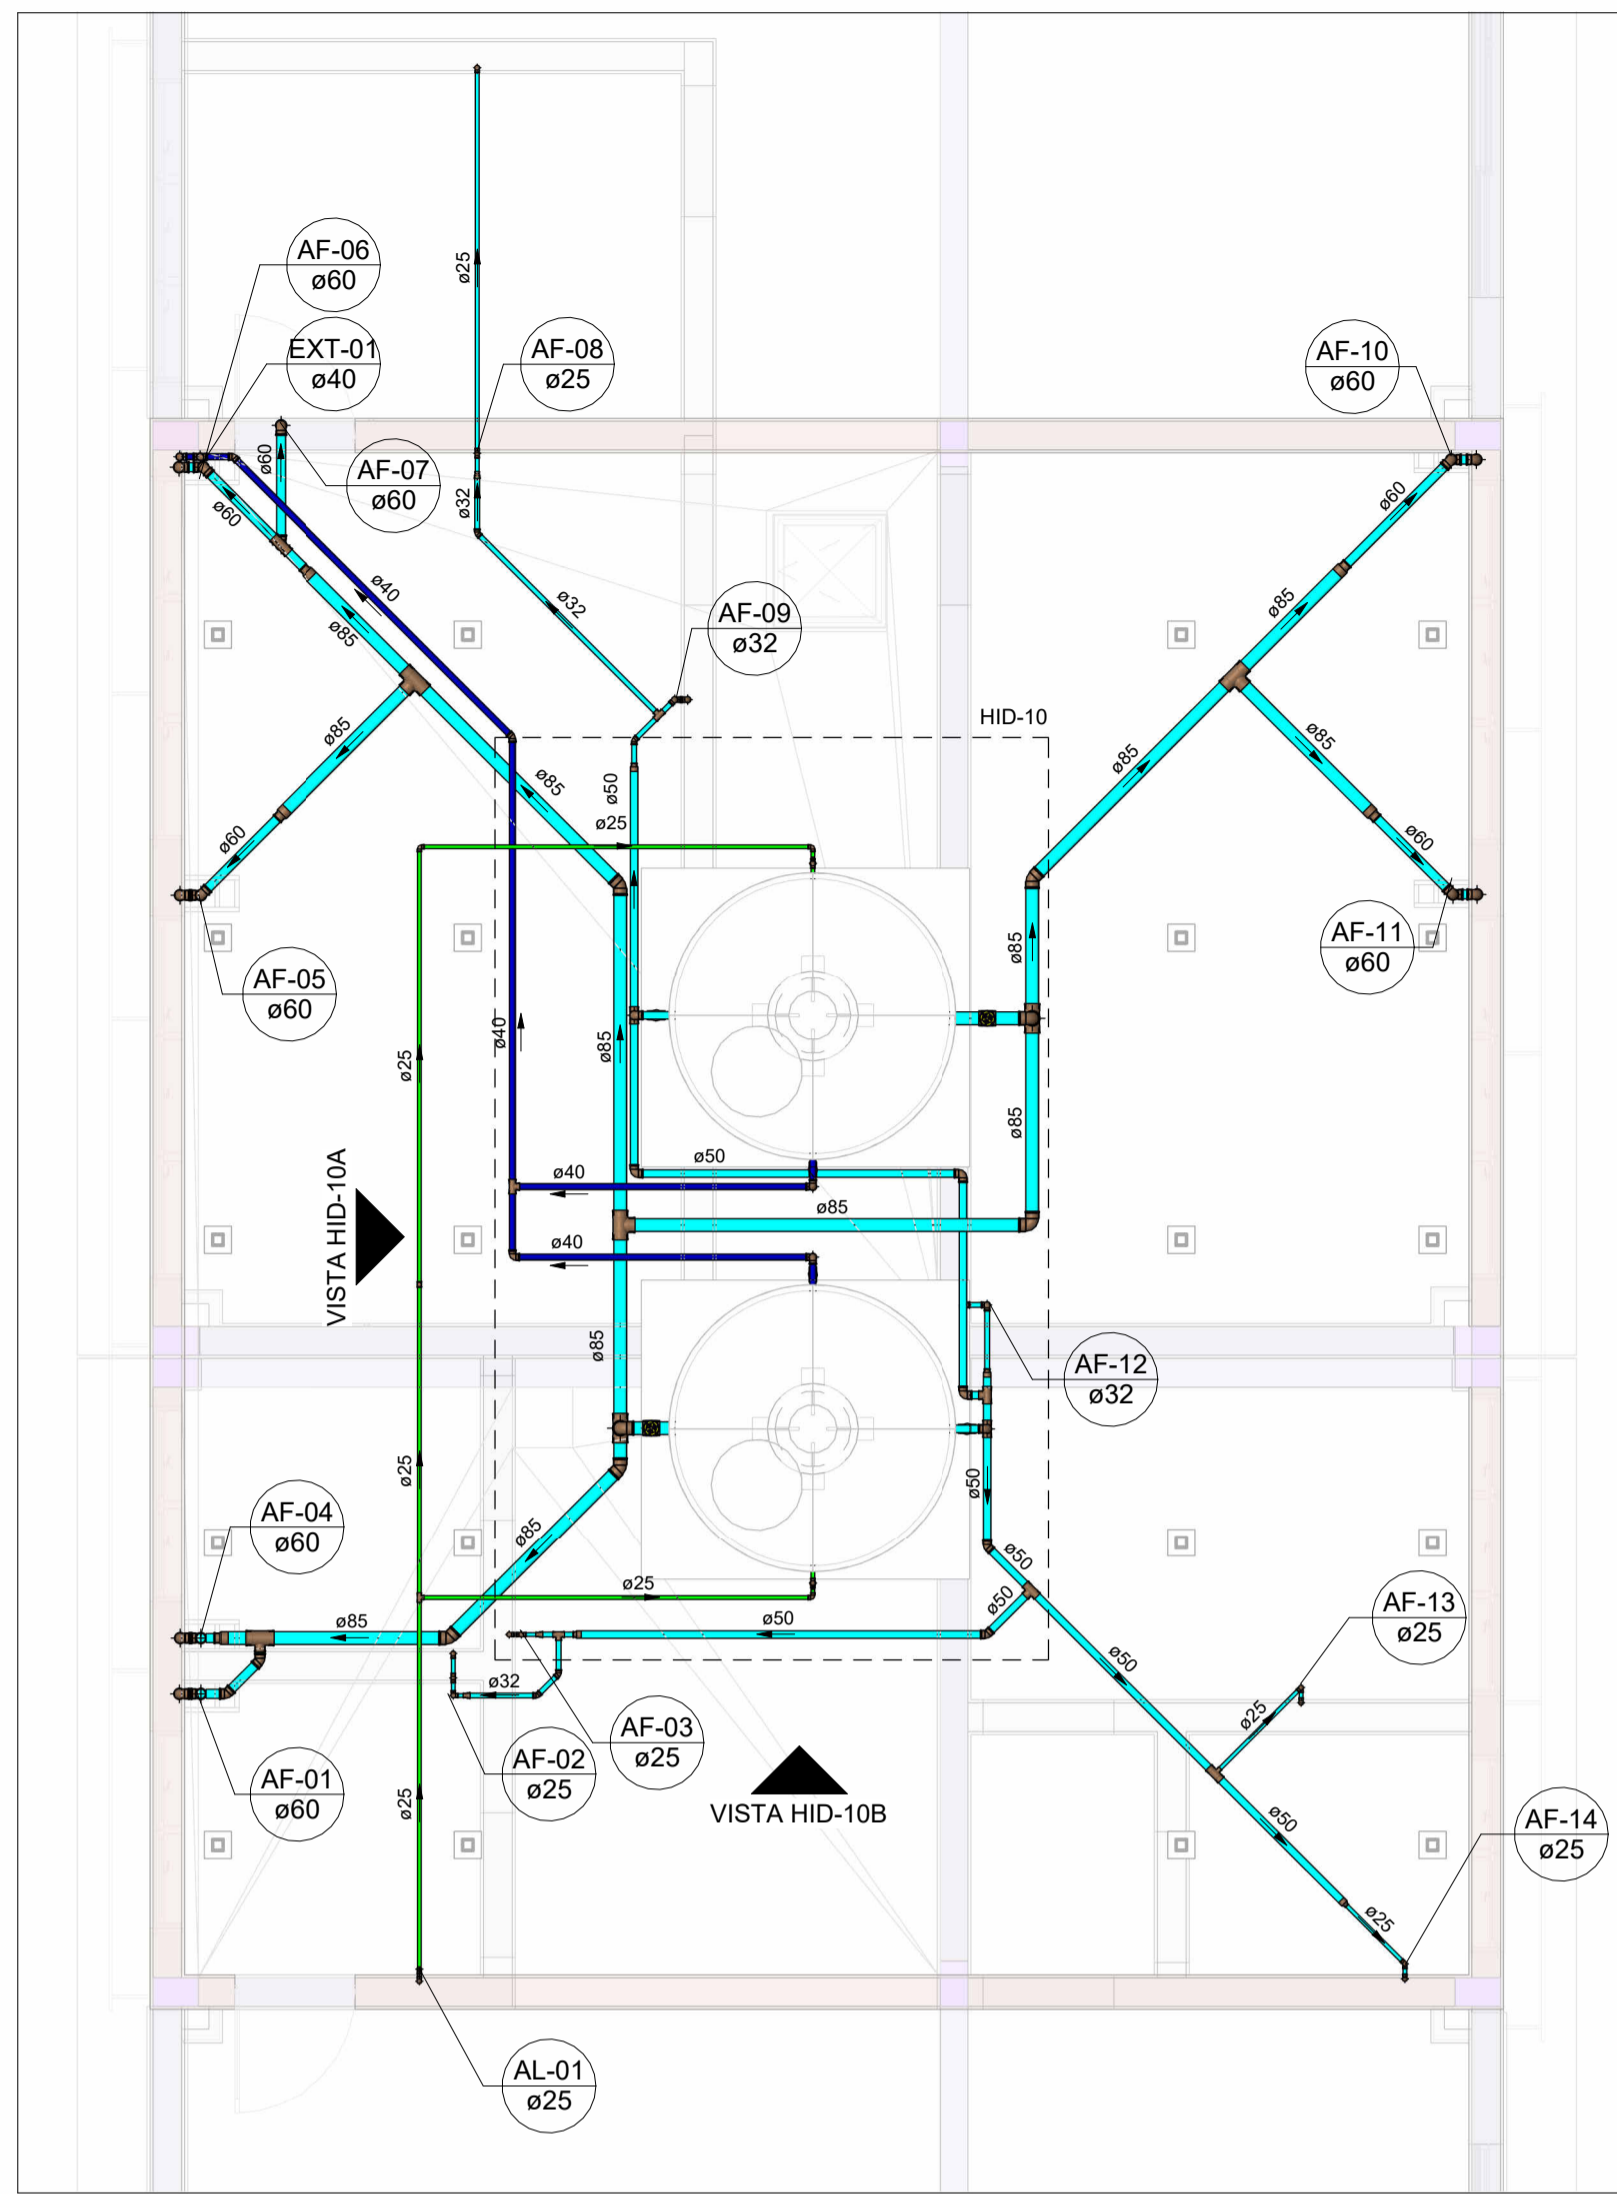 AF-06
ø60
ø25
EXT-01
ø40
AF-08
ø25
AF-10
ø60
ø60
AF-07
ø60
ø32
ø60
ø60
ø40
ø32
ø85
ø85
AF-09
ø32
HID-10
ø85
ø85
ø85
ø85
ø50
ø25
ø60
ø60
AF-11
ø60
ø85
AF-05
ø60
ø25
ø40
ø85
ø85
ø50
ø40
ø85
VISTA HID-10A
ø40
ø85
AF-12
ø32
ø25
ø50
AF-04
ø60
ø85
ø50
ø25
ø50
AF-13
ø25
ø85
ø50
ø50
ø32
ø25
AF-03
ø25
AF-02
ø25
AF-01
ø60
ø25
VISTA HID-10B
ø50
AF-14
ø25
ø25
AL-01
ø25